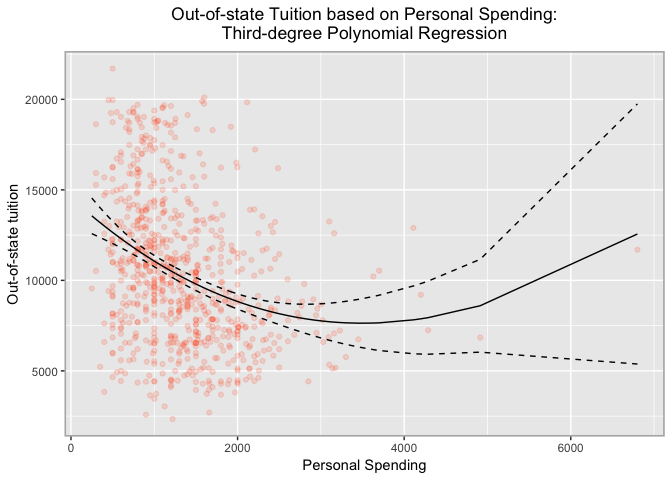 Out-of-state Tuition based on Personal Spending:
Third-degree Polynomial Regression
Out-of-state tuition
20000
15000
10000
5000
0 2000 4000 6000
Personal Spending